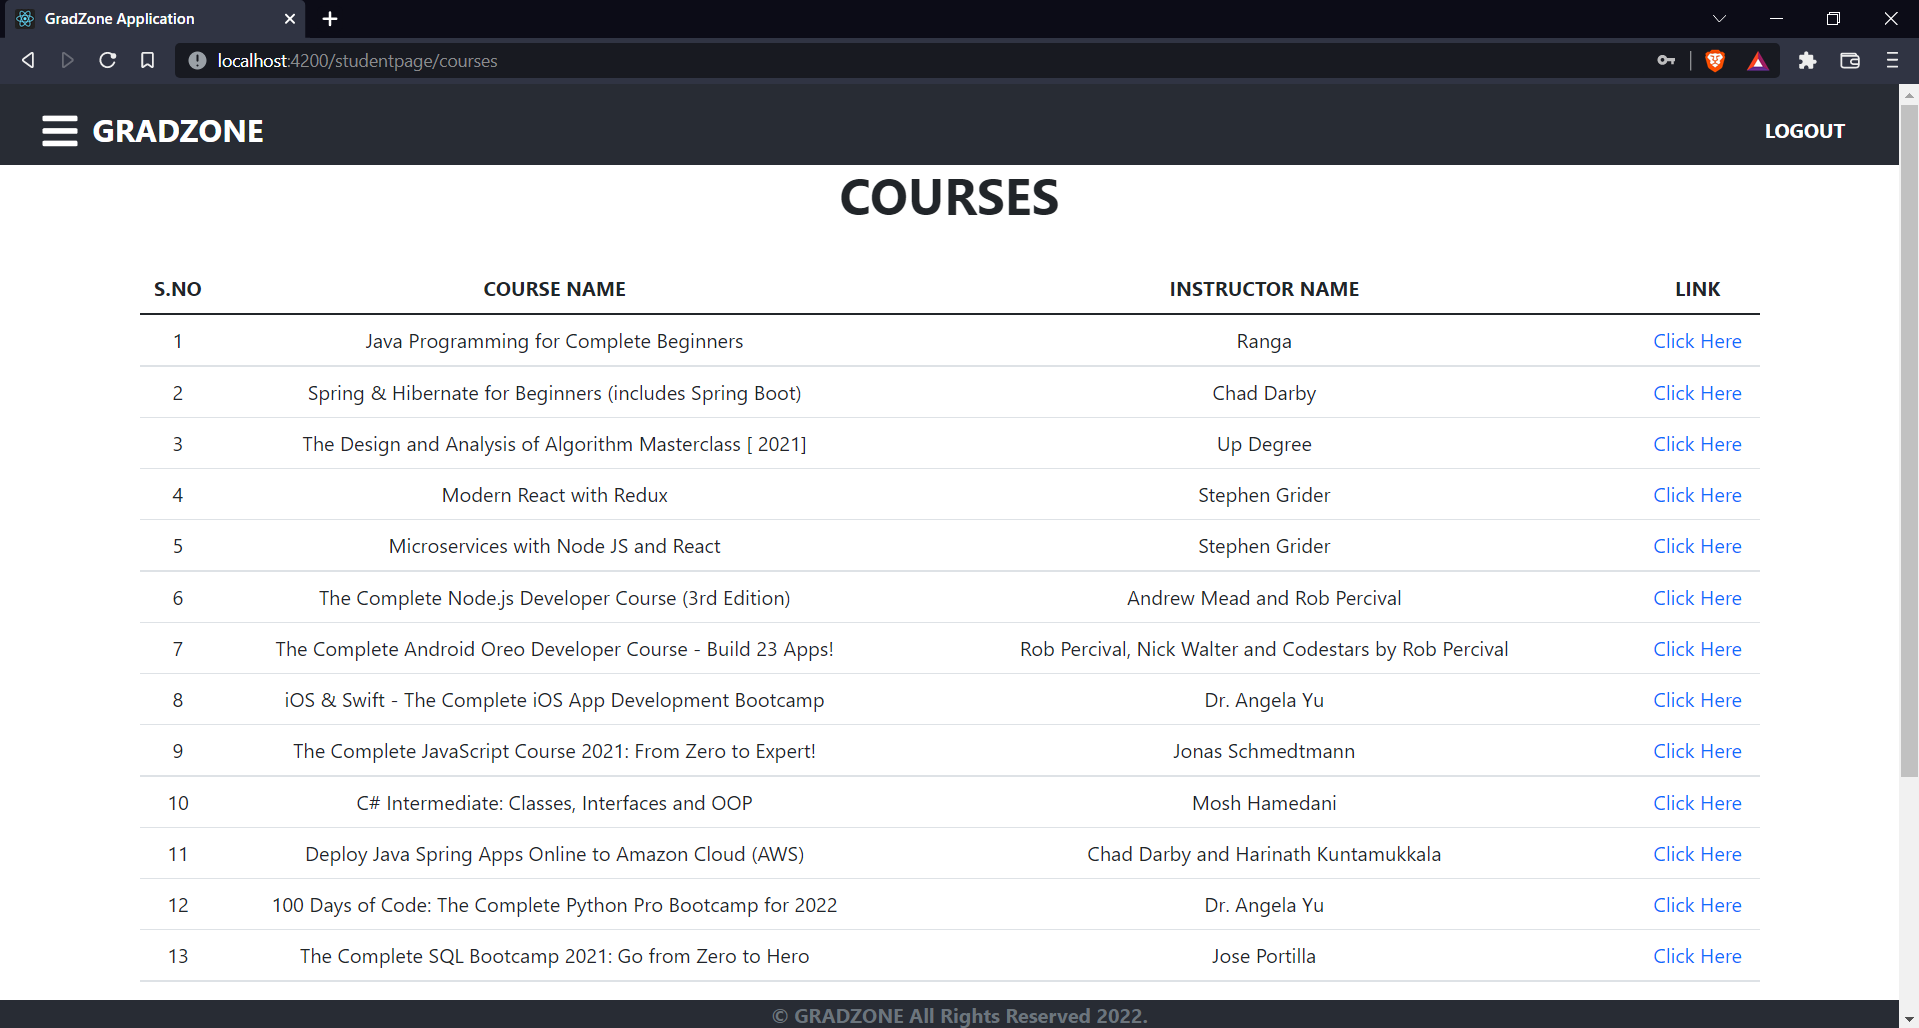 GradZone Application
localhost:4200/studentpage/courses
GRADZONE
LOGOUT
COURSES
S.NO COURSE NAME INSTRUCTOR NAME LINK
1 Java Programming for Complete Beginners Ranga Click Here
2 Spring & Hibernate for Beginners (includes Spring Boot) Chad Darby Click Here
3 The Design and Analysis of Algorithm Masterclass [ 2021] Up Degree Click Here
4 Modern React with Redux Stephen Grider Click Here
5 Microservices with Node JS and React Stephen Grider Click Here
6 The Complete Node.js Developer Course (3rd Edition) Andrew Mead and Rob Percival Click Here
7 The Complete Android Oreo Developer Course - Build 23 Apps! Rob Percival, Nick Walter and Codestars by Rob Percival Click Here
8 iOS & Swift - The Complete iOS App Development Bootcamp Dr. Angela Yu Click Here
9 The Complete JavaScript Course 2021: From Zero to Expert! Jonas Schmedtmann Click Here
10 C# Intermediate: Classes, Interfaces and OOP Mosh Hamedani Click Here
11 Deploy Java Spring Apps Online to Amazon Cloud (AWS) Chad Darby and Harinath Kuntamukkala Click Here
12 100 Days of Code: The Complete Python Pro Bootcamp for 2022 Dr. Angela Yu Click Here
13 The Complete SQL Bootcamp 2021: Go from Zero to Hero Jose Portilla Click Here
© GRADZONE All Rights Reserved 2022.